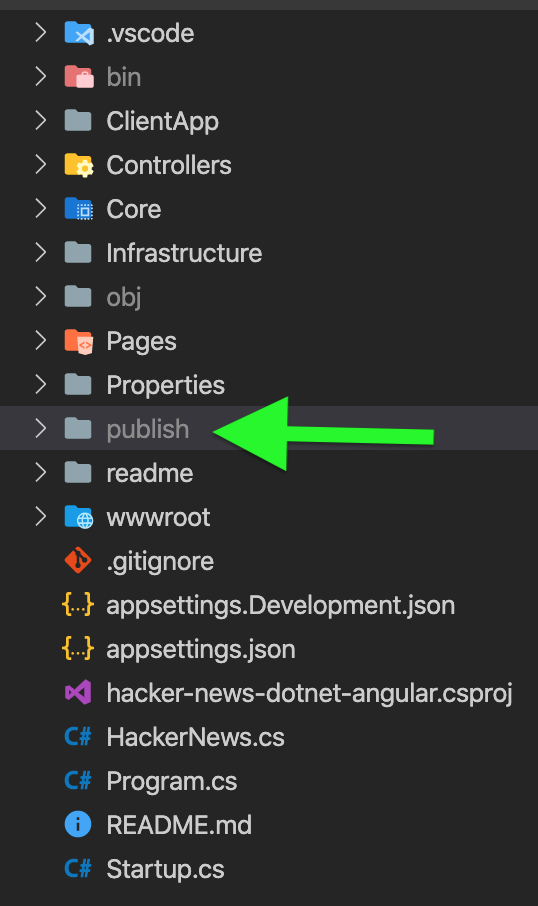 .vscode
bin
ClientApp
Controllers
Core
Infrastructure
obj
Pages
Properties
publish
readme
wwwroot
.gitignore
{...} appsettings.Development.json
{...} appsettings.json
hacker-news-dotnet-angular.csproj
C# HackerNews.cs
C# Program.cs
README.md
C# Startup.cs